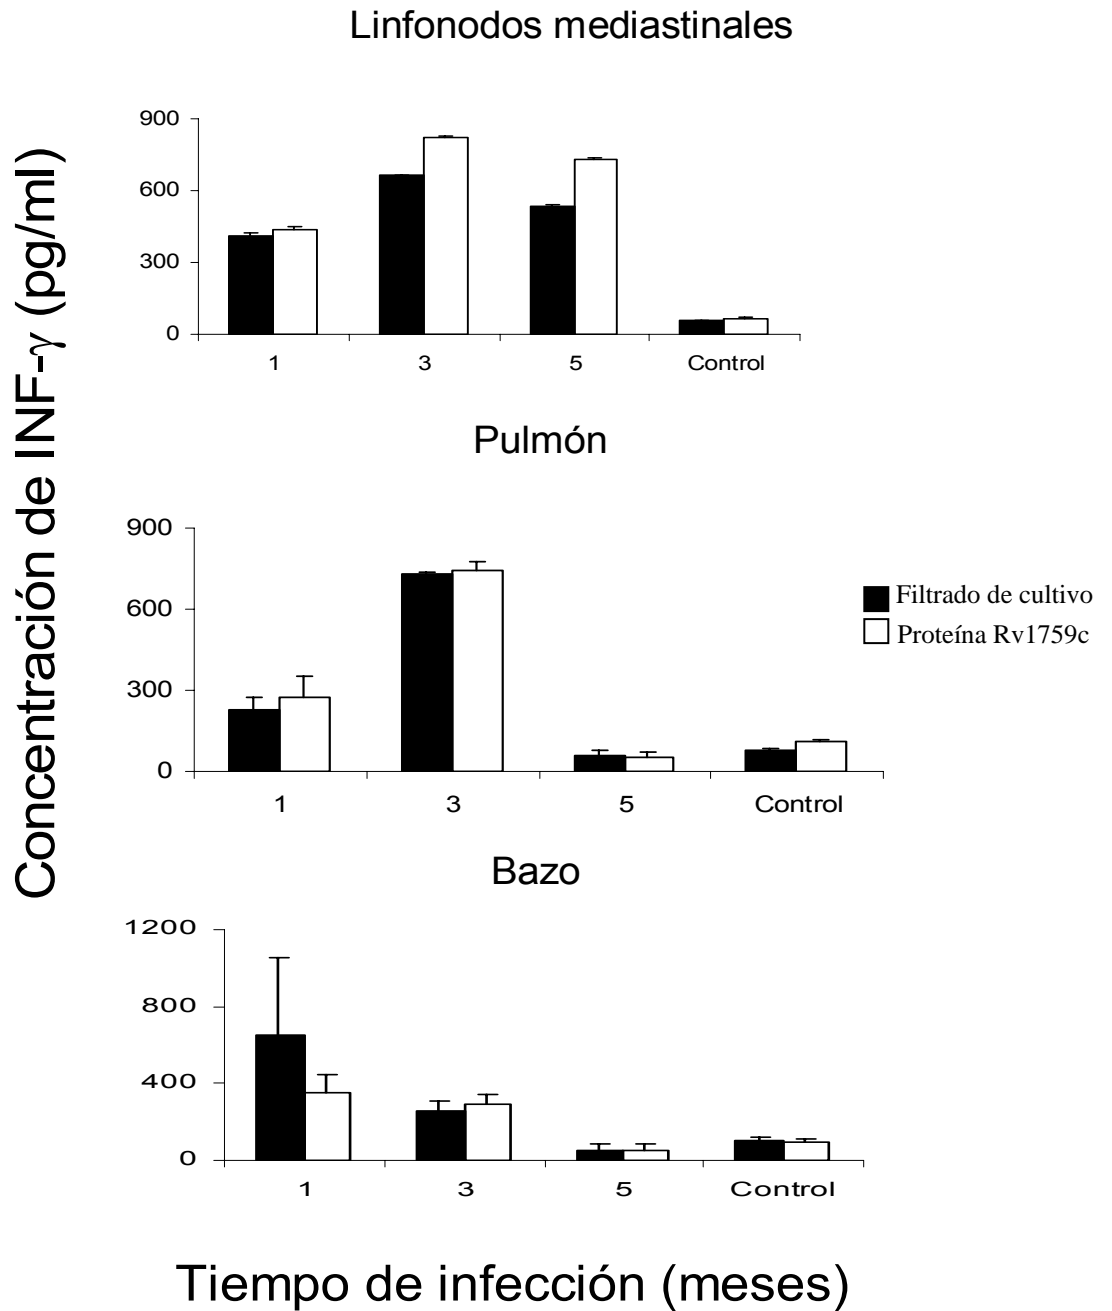 Linfonodos mediastinales
Concentración de INF-γ (pg/ml)
900
600
300
0
1 3 5 Control
Pulmón
900
600
300
0
1 3 5 Control
Filtrado de cultivo
Proteína Rv1759c
Bazo
1200
800
400
0
1 3 5 Control
Tiempo de infección (meses)